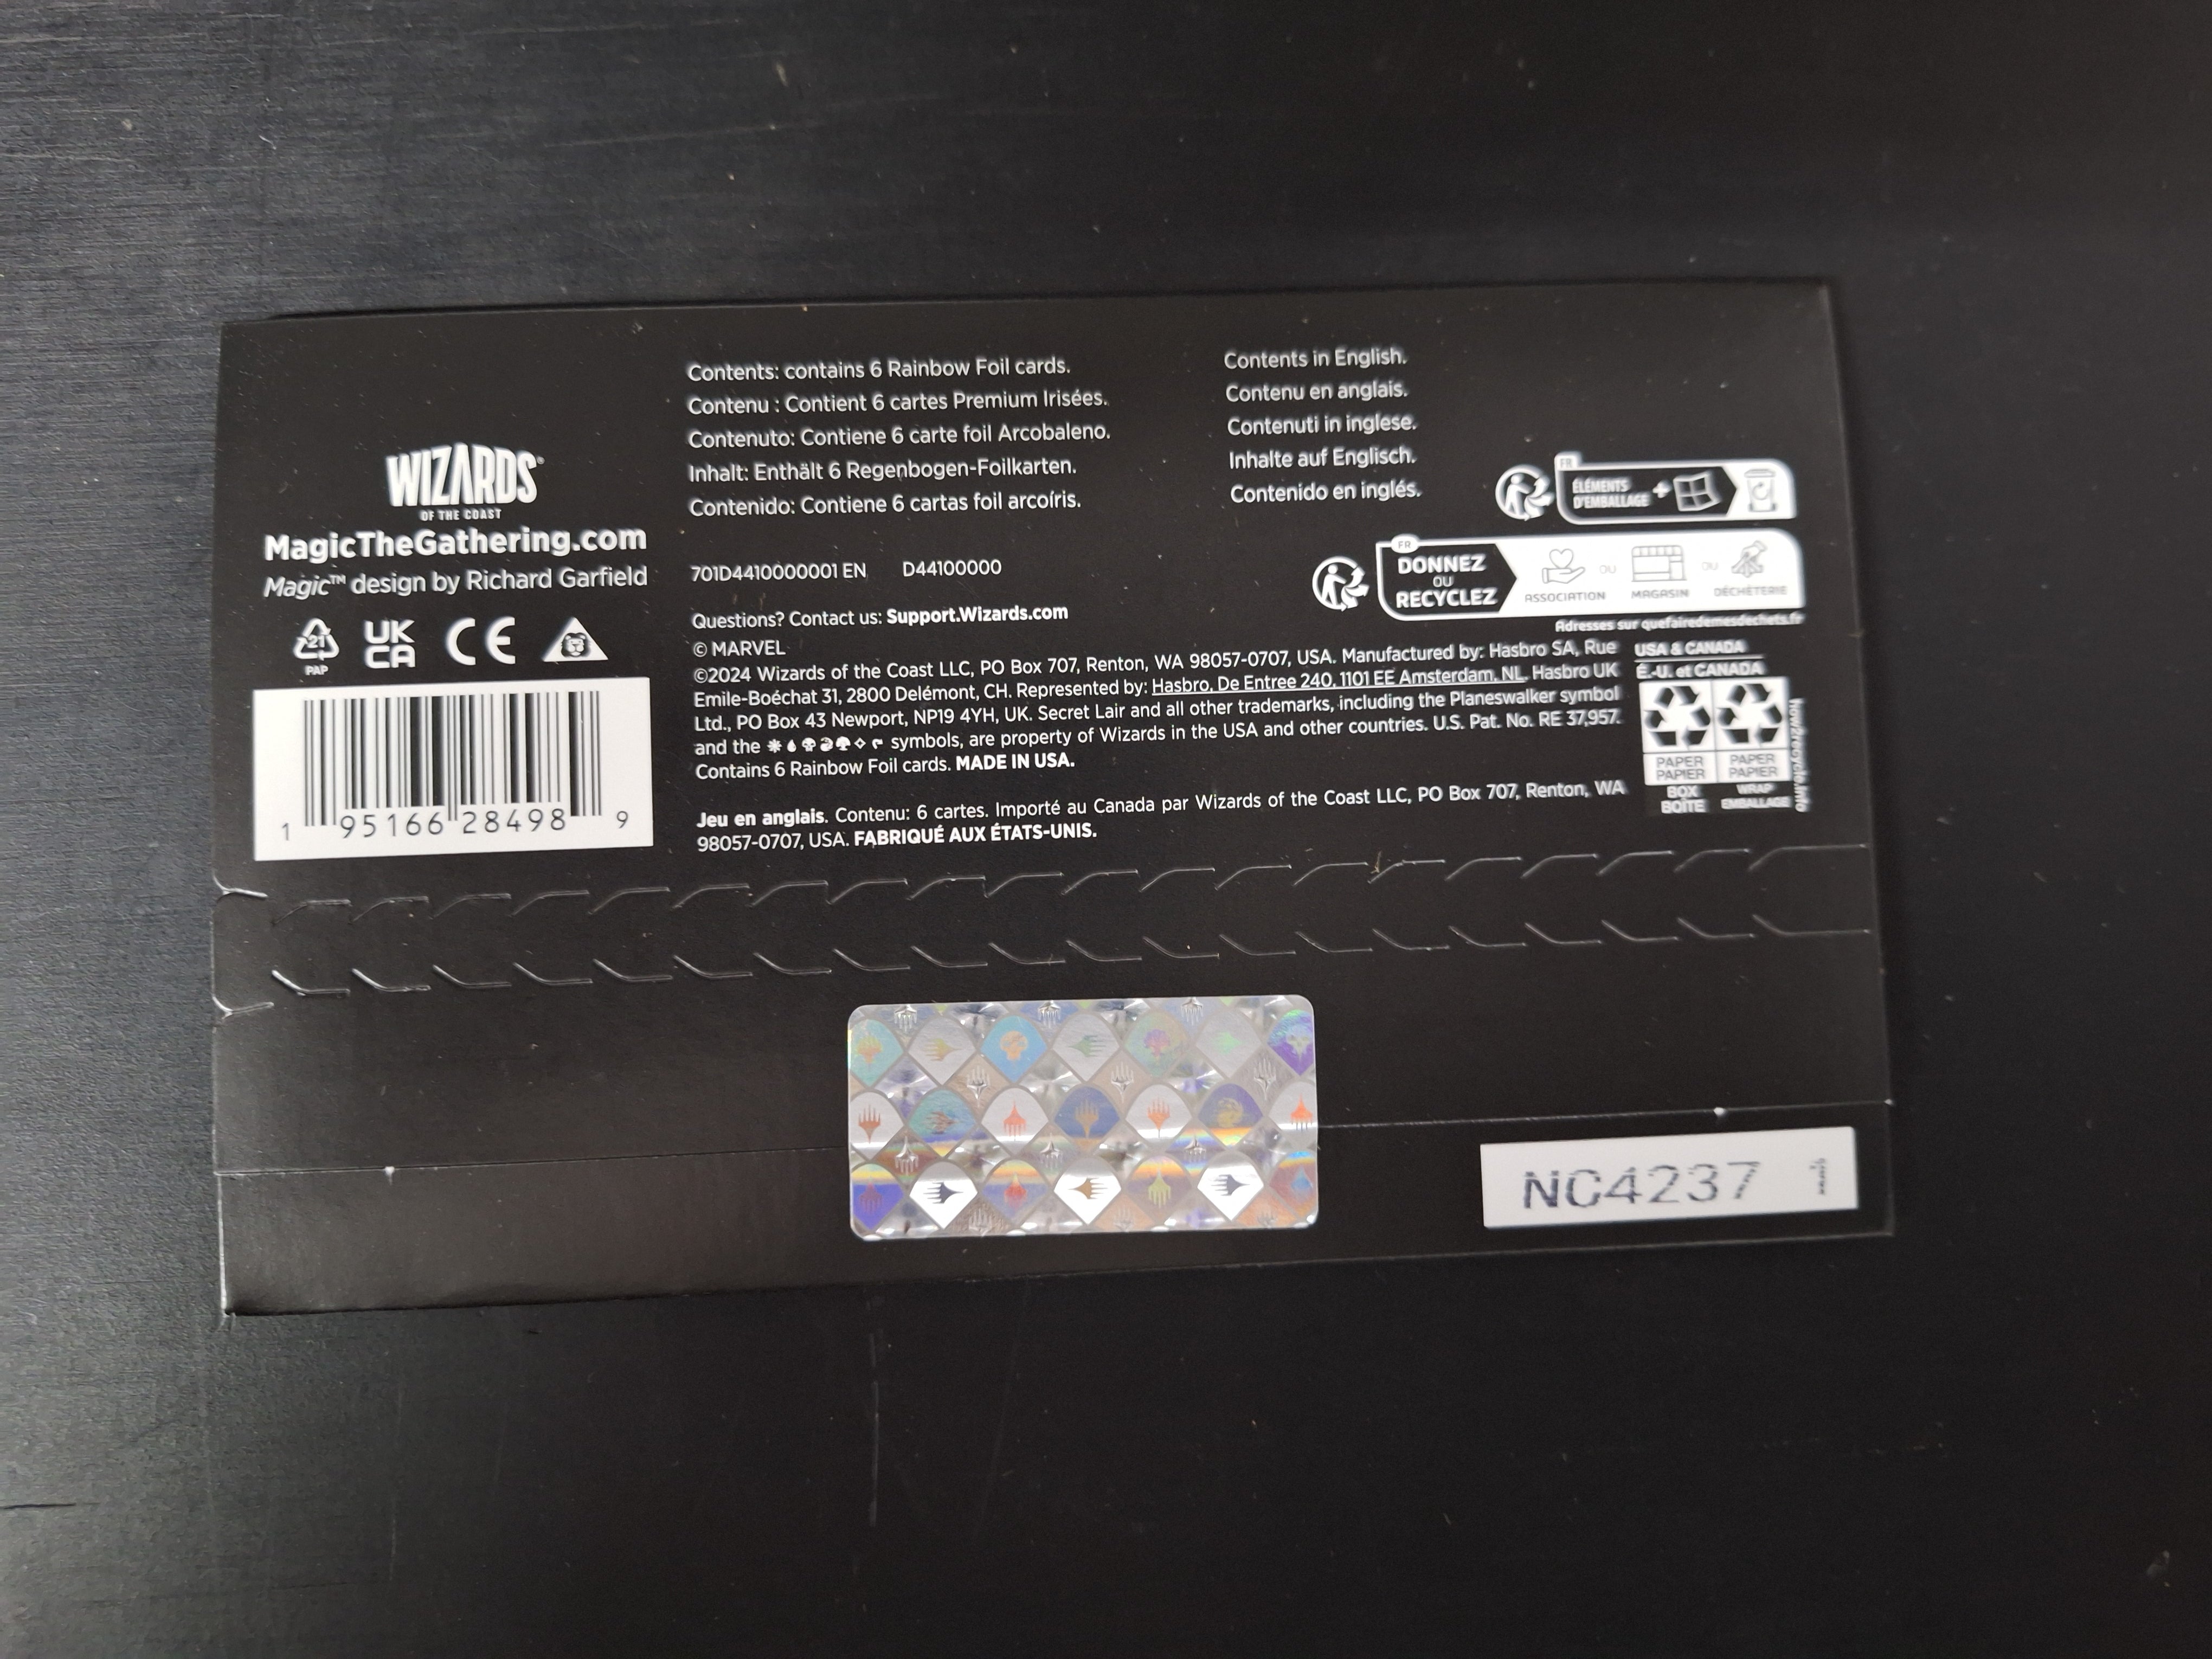 WIZARDS®
OF THE COAST
MagicTheGathering.com
Magic™ design by Richard Garfield
21
PAP
UK
CA
CE
1 95166 28498 9
Contents: contains 6 Rainbow Foil cards.
Contenu : Contient 6 cartes Premium Irisées.
Contenuto: Contiene 6 carte foil Arcobaleno.
Inhalt: Enthält 6 Regenbogen-Foilkarten.
Contenido: Contiene 6 cartas foil arcoíris.
Contents in English.
Contenu en anglais.
Contenuti in inglese.
Inhalte auf Englisch.
Contenido en inglés.
FR
ÉLÉMENTS
D'EMBALLAGE
+
701D4410000001 EN D44100000
FR
DONNEZ
OU
RECYCLEZ
ASSOCIATION OU MAGASIN OU DÉCHÈTERIE
Adresses sur quefairedemesdechets.fr
Questions? Contact us: Support.Wizards.com
© MARVEL
©2024 Wizards of the Coast LLC, PO Box 707, Renton, WA 98057-0707, USA. Manufactured by: Hasbro SA, Rue
Emile-Boéchat 31, 2800 Delémont, CH. Represented by: Hasbro, De Entree 240, 1101 EE Amsterdam, NL. Hasbro UK
Ltd., PO Box 43 Newport, NP19 4YH, UK. Secret Lair and all other trademarks, including the Planeswalker symbol
and the symbols, are property of Wizards in the USA and other countries. U.S. Pat. No. RE 37,957.
Contains 6 Rainbow Foil cards. MADE IN USA.
Jeu en anglais. Contenu: 6 cartes. Importé au Canada par Wizards of the Coast LLC, PO Box 707, Renton, WA
98057-0707, USA. FABRIQUÉ AUX ÉTATS-UNIS.
USA & CANADA
É.-U. et CANADA
PAPER
PAPIER
PAPER
PAPIER
BOX
BOÎTE
WRAP
EMBALLAGE
how2recycle.info
NC4237 1